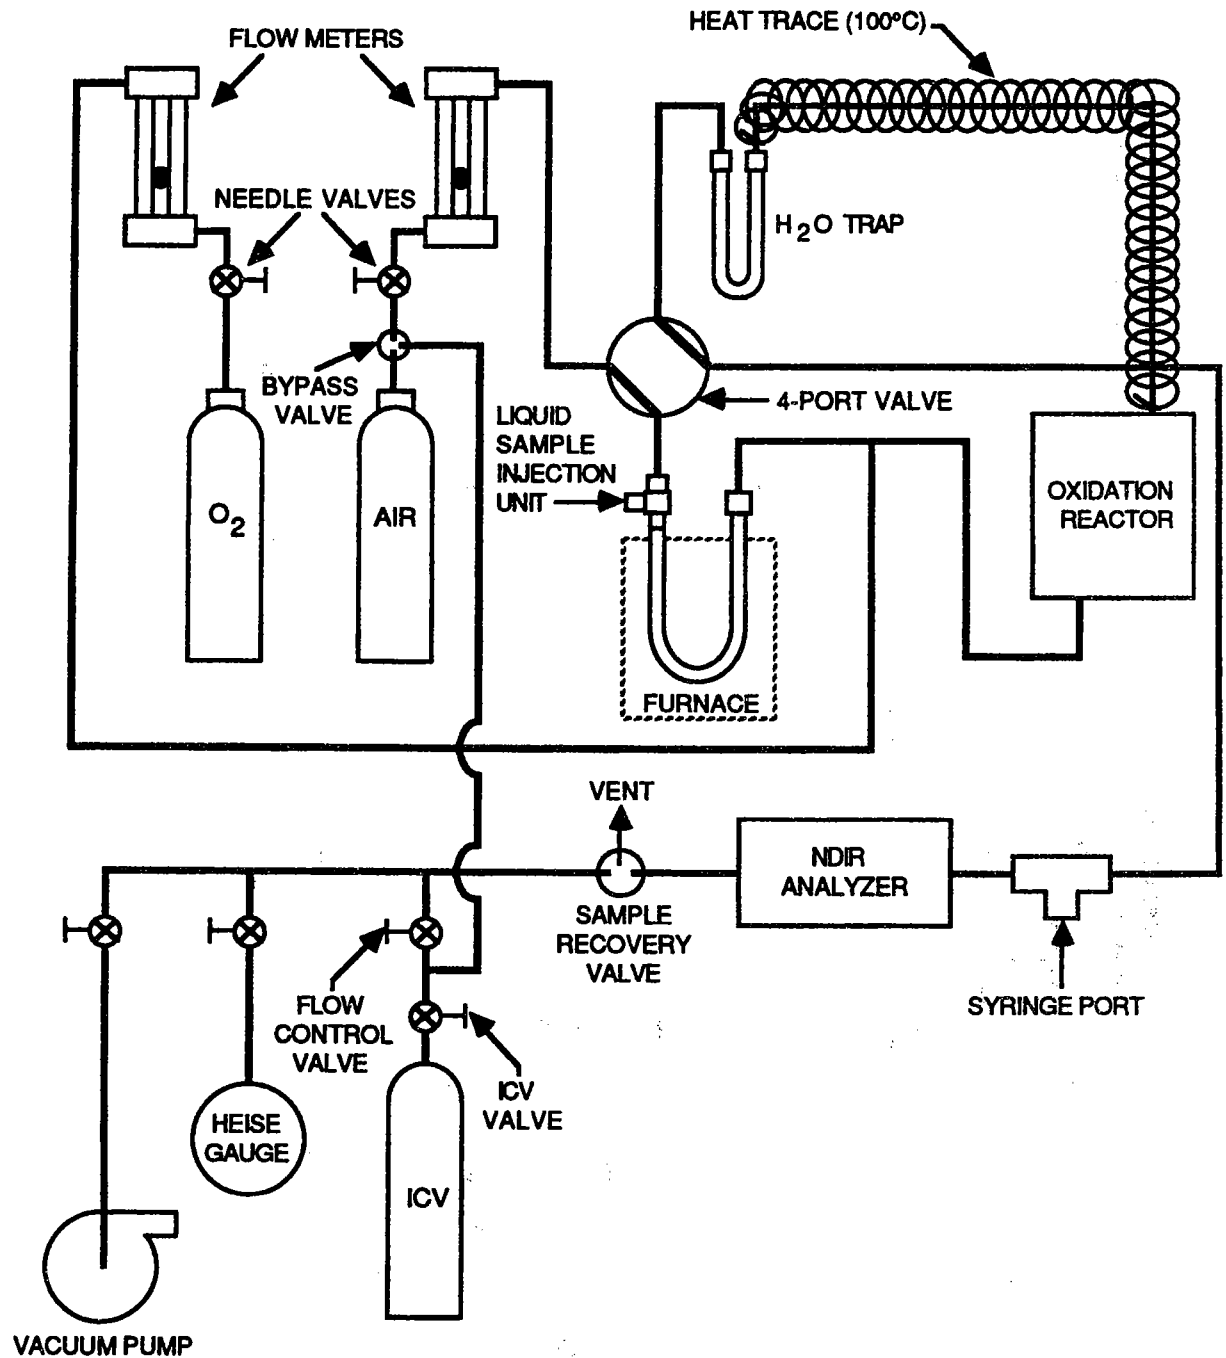 HEAT TRACE (100°C)
FLOW METERS
NEEDLE VALVES
H2O TRAP
BYPASS
VALVE
4-PORT VALVE
LIQUID
SAMPLE
INJECTION
UNIT
O2
AIR
OXIDATION
REACTOR
FURNACE
VENT
NDIR
ANALYZER
SAMPLE
RECOVERY
VALVE
SYRINGE PORT
FLOW
CONTROL
VALVE
ICV
VALVE
HEISE
GAUGE
ICV
VACUUM PUMP